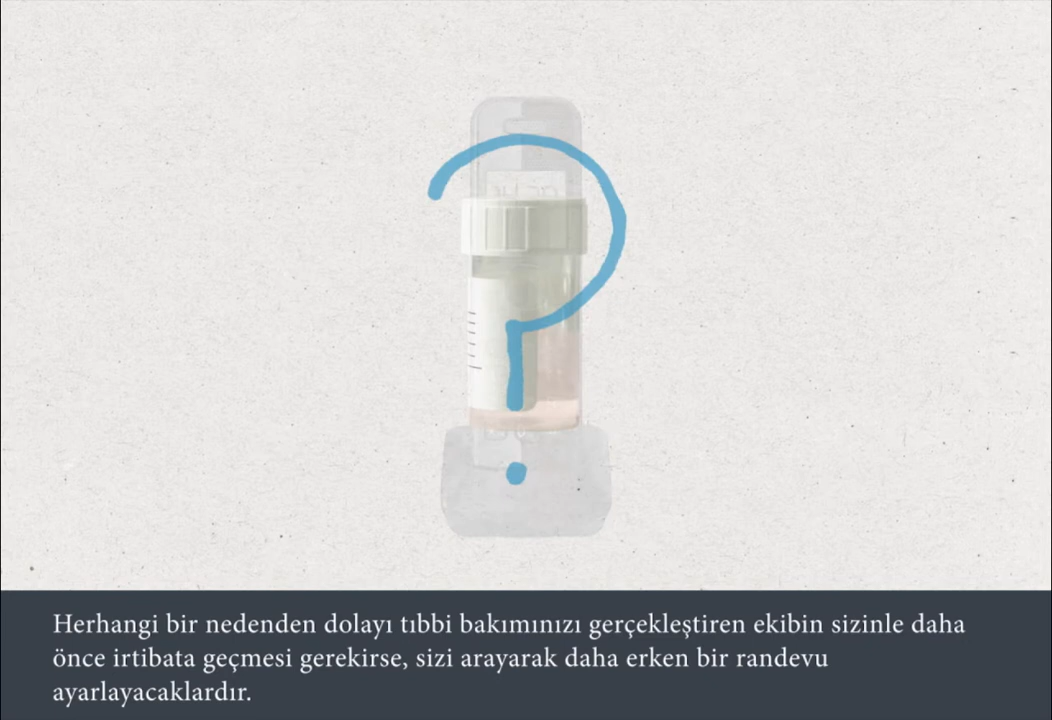 Herhangi bir nedenden dolayı tıbbi bakımınızı gerçekleştiren ekibin sizinle daha
önce irtibata geçmesi gerekirse, sizi arayarak daha erken bir randevu
ayarlayacaklardır.